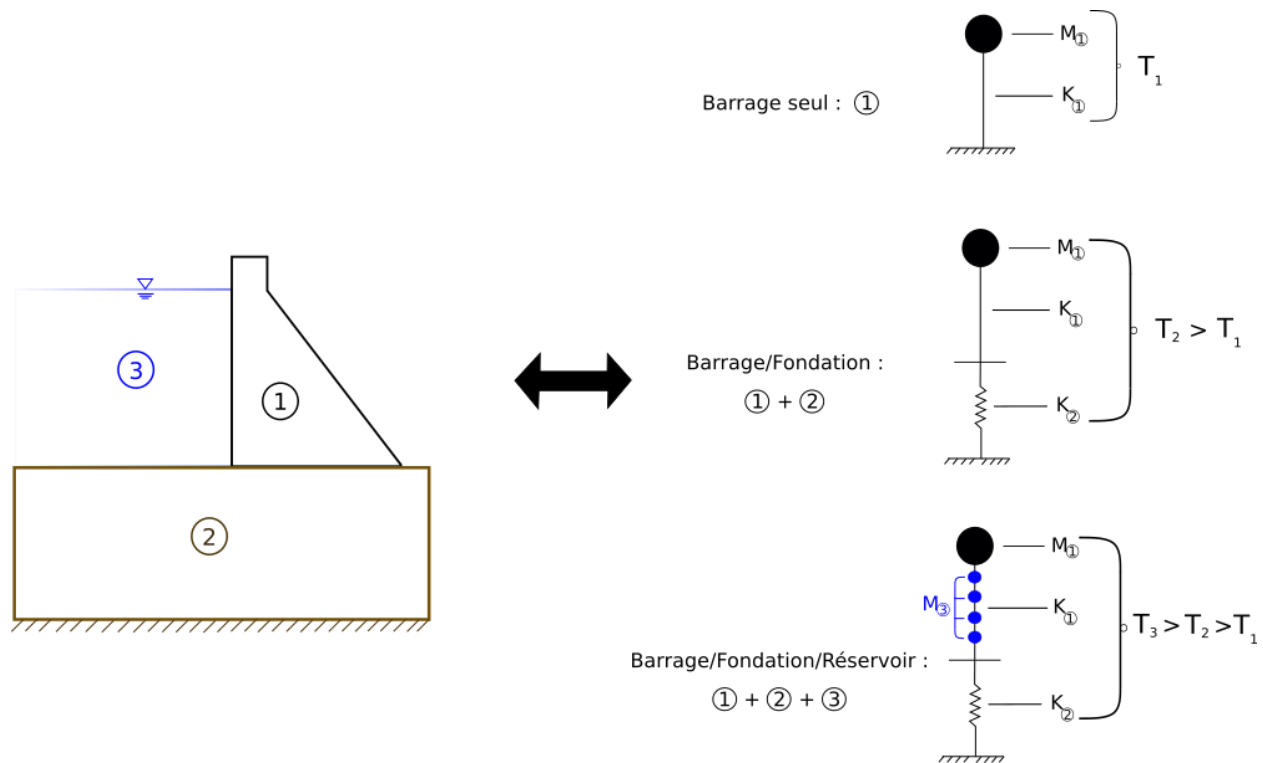 ③
①
②
Barrage seul : ①
M①
K①
T1
Barrage/Fondation :
① + ②
M①
K①
K②
T2 > T1
Barrage/Fondation/Réservoir :
① + ② + ③
M①
M③
K①
K②
T3 > T2 > T1